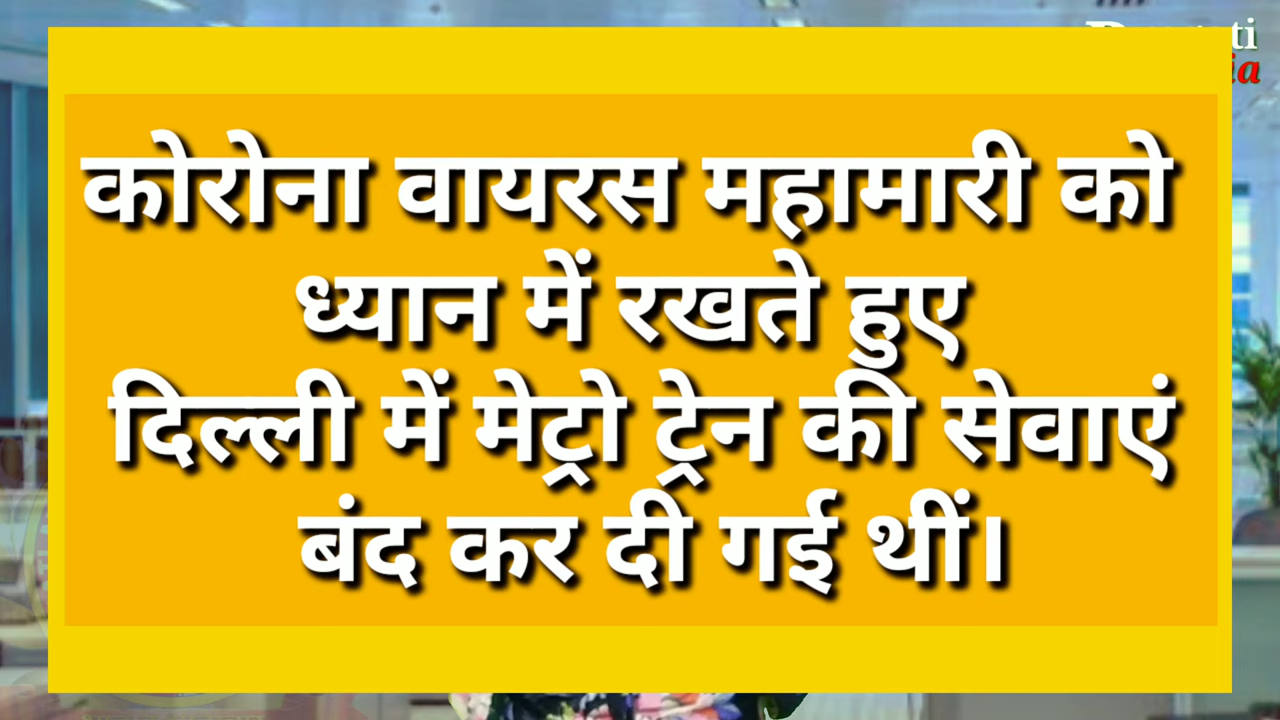 कोरोना वायरस महामारी को
ध्यान में रखते हुए
दिल्ली में मेट्रो ट्रेन की सेवाएं
बंद कर दी गई थीं।